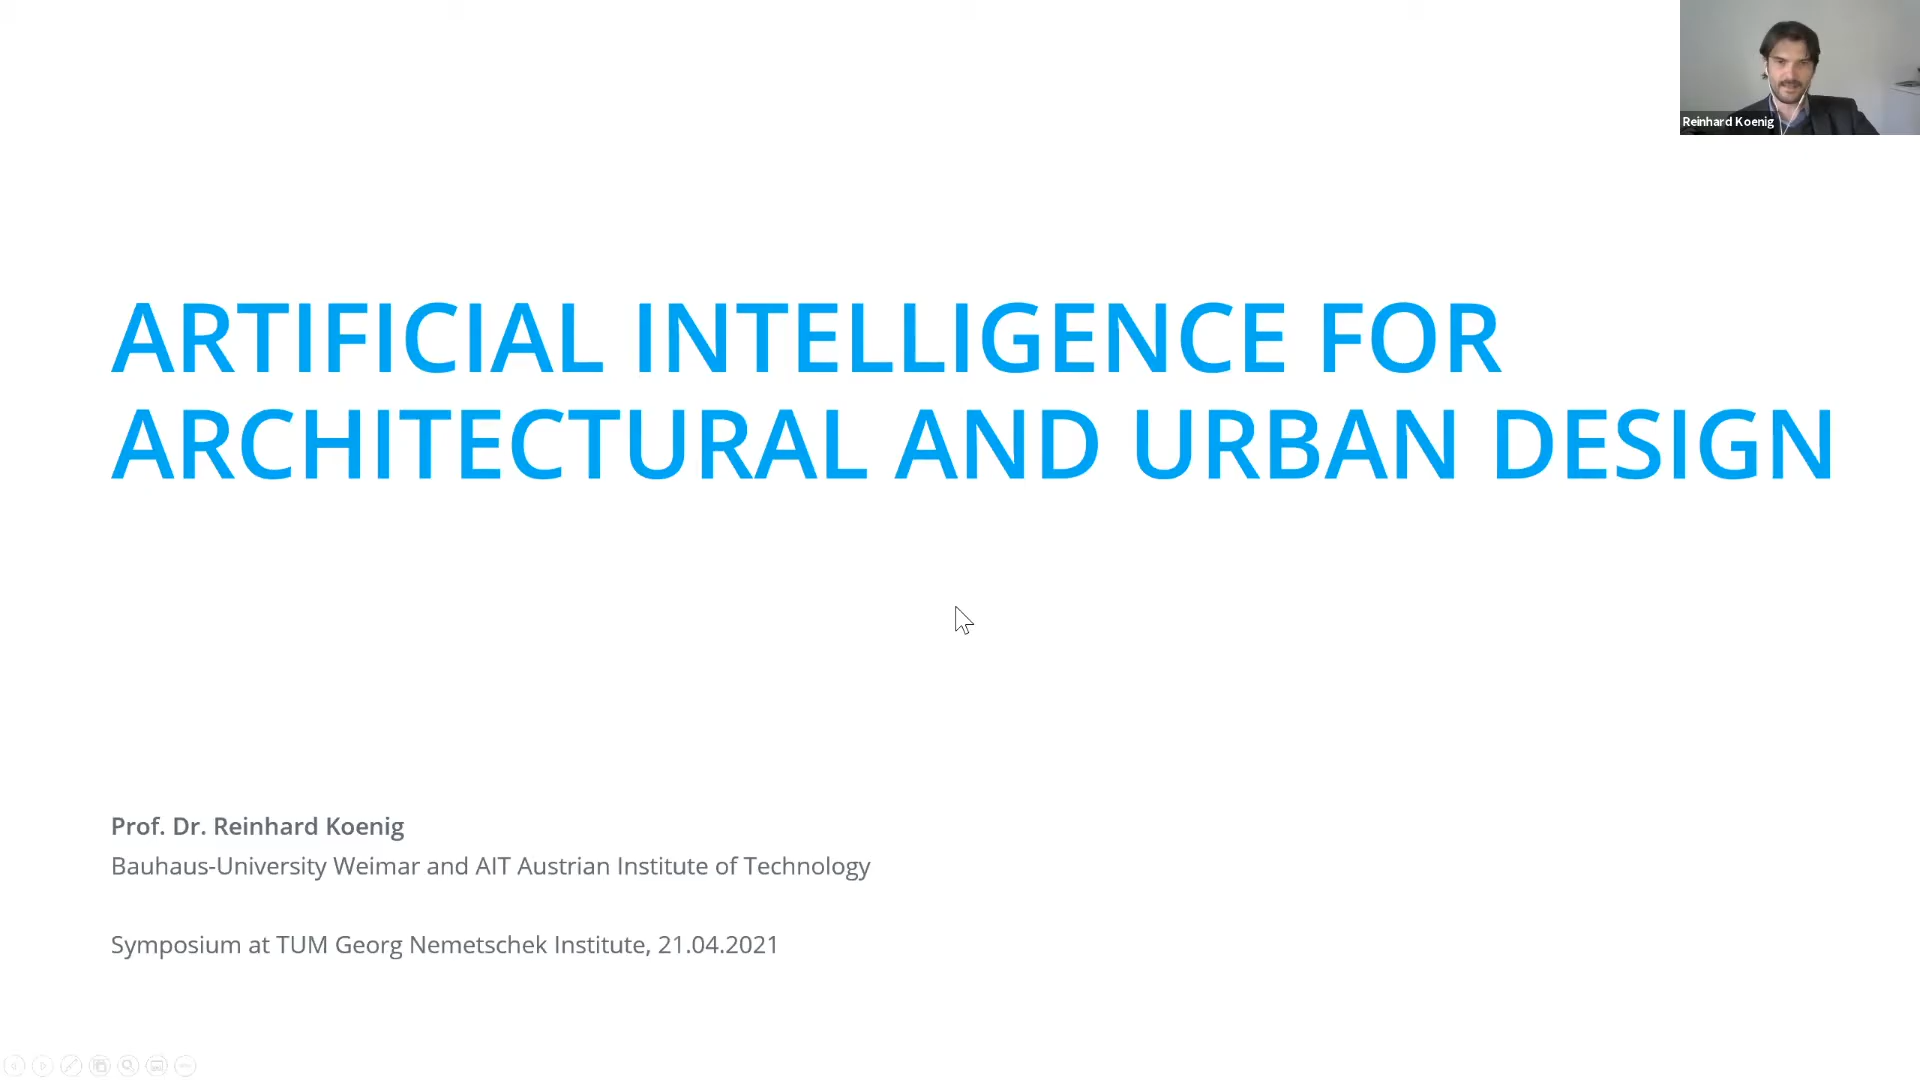 Reinhard Koenig
ARTIFICIAL INTELLIGENCE FOR
ARCHITECTURAL AND URBAN DESIGN
Prof. Dr. Reinhard Koenig
Bauhaus-University Weimar and AIT Austrian Institute of Technology
Symposium at TUM Georg Nemetschek Institute, 21.04.2021